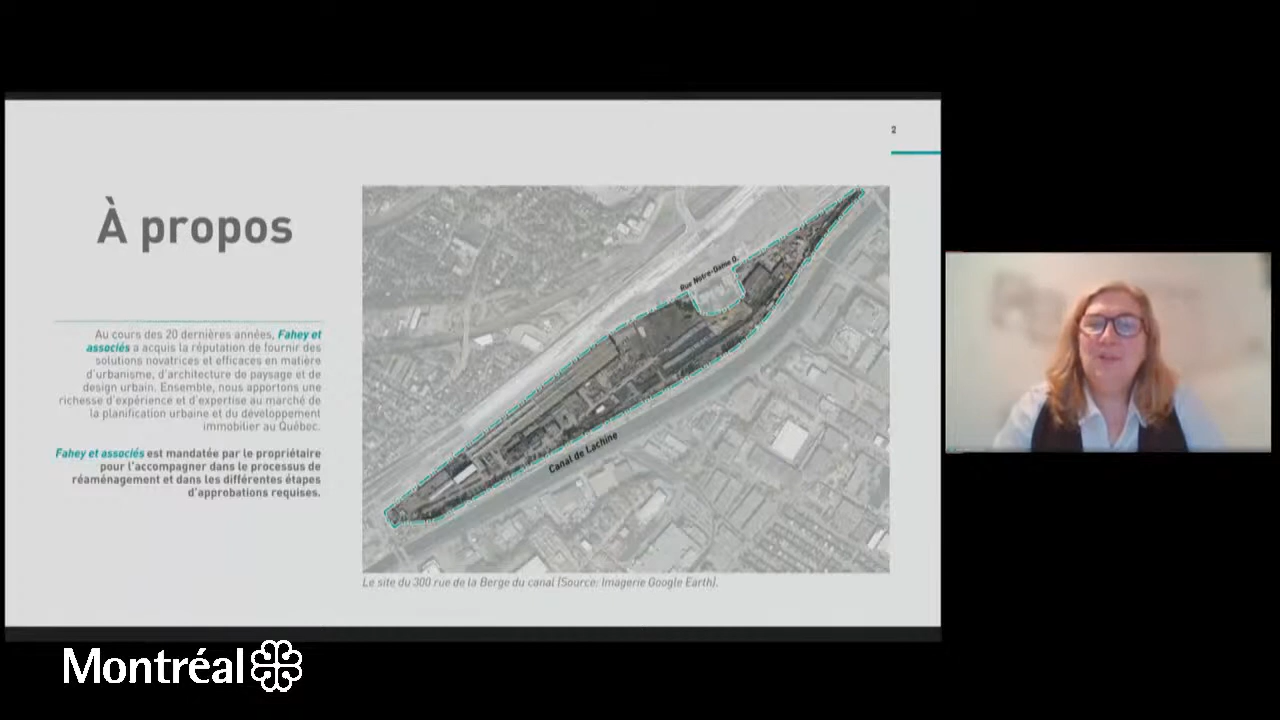 2
À propos
Au cours des 20 dernières années, Fahey et
associés a acquis la réputation de fournir des
solutions novatrices et efficaces en matière
d'urbanisme, d'architecture de paysage et de
design urbain. Ensemble, nous apportons une
richesse d'expérience et d'expertise au marché de
la planification urbaine et du développement
immobilier au Québec.
Fahey et associés est mandatée par le propriétaire
pour l'accompagner dans le processus de
réaménagement et dans les différentes étapes
d'approbations requises.
Rue Notre-Dame O.
Canal de Lachine
Le site du 300 rue de la Berge du canal (Source: Imagerie Google Earth).
Montréal